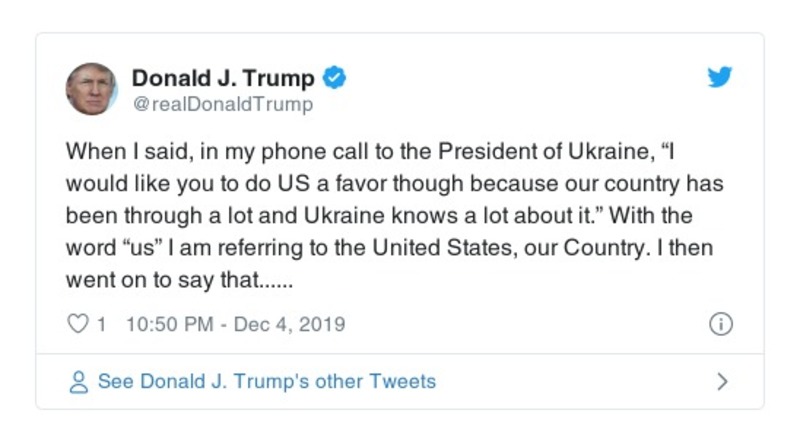 Donald J. Trump
@realDonaldTrump
When I said, in my phone call to the President of Ukraine, “I
would like you to do US a favor though because our country has
been through a lot and Ukraine knows a lot about it.” With the
word “us” I am referring to the United States, our Country. I then
went on to say that......
1 10:50 PM - Dec 4, 2019
See Donald J. Trump's other Tweets